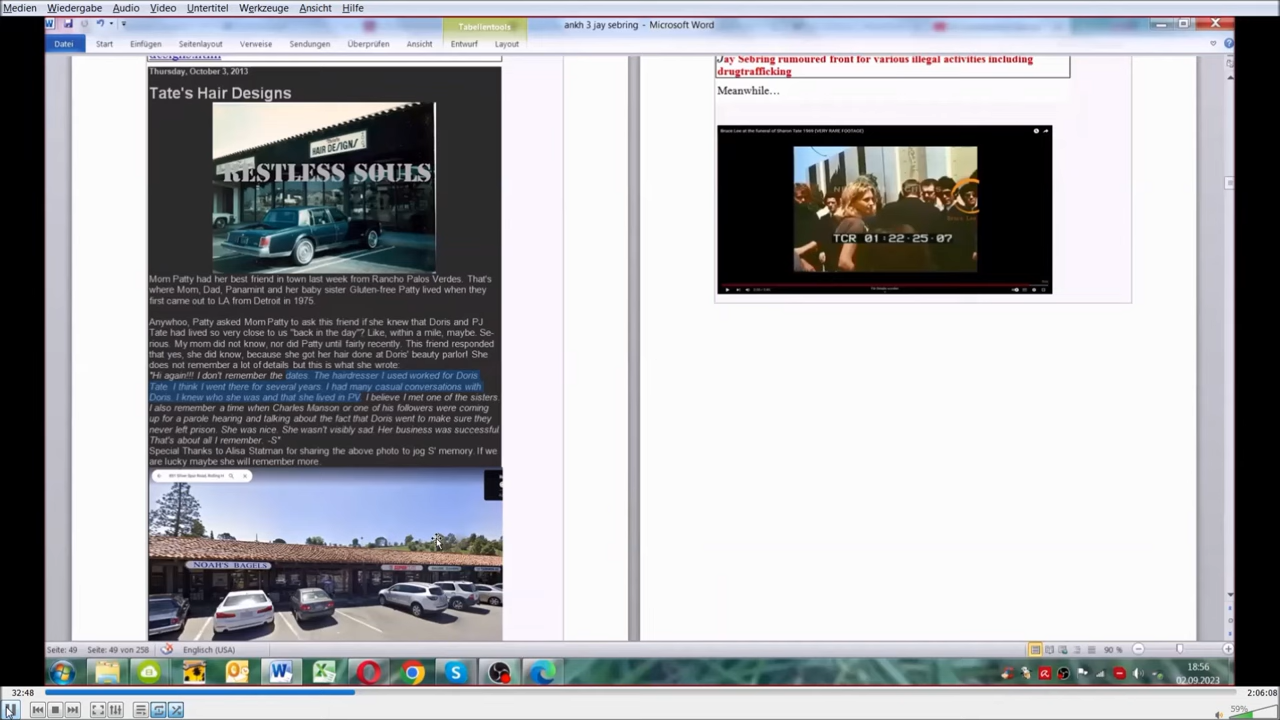 Medien Wiedergabe Audio Video Untertitel Werkzeuge Ansicht Hilfe
Tabellentools
ankh 3 jay sebring - Microsoft Word
Datei Start Einfügen Seitenlayout Verweise Sendungen Überprüfen Ansicht Entwurf Layout
Thursday, October 3, 2013
Tate's Hair Designs
HAIR DESIGNS
RESTLESS SOULS
Mom Patty had her best friend in town last week from Rancho Palos Verdes. That's
where Mom, Dad, Panamint and her baby sister Gluten-free Patty lived when they
first came out to LA from Detroit in 1975.
Anywhoo, Patty asked Mom Patty to ask this friend if she knew that Doris and PJ
Tate had lived so very close to us "back in the day"? Like, within a mile, maybe. Se-
rious. My mom did not know, nor did Patty until fairly recently. This friend responded
that yes, she did know, because she got her hair done at Doris' beauty parlor! She
does not remember a lot of details but this is what she wrote:
"Hi again!!! I don't remember the dates. The hairdresser I used worked for Doris
Tate. I think I went there for several years. I had many casual conversations with
Doris. I knew who she was and that she lived in PV. I believe I met one of the sisters.
I also remember a time when Charles Manson or one of his followers were coming
up for a parole hearing and talking about the fact that Doris went to make sure they
never left prison. She was nice. She wasn't visibly sad. Her business was successful
That's about all I remember. -S"
Special Thanks to Alisa Statman for sharing the above photo to jog S' memory. If we
are lucky maybe she will remember more.
NOAH'S BAGELS
Jay Sebring rumoured front for various illegal activities including
drugtrafficking
Meanwhile…
Bruce Lee at the funeral of Sharon Tate 1969 (VERY RARE FOOTAGE)
Bruce Lee
TCR 01:22:25:07
Seite: 49 Seite: 49 von 258 Englisch (USA) 90 %
18:56
02.09.2023
32:48 2:06:08
59%